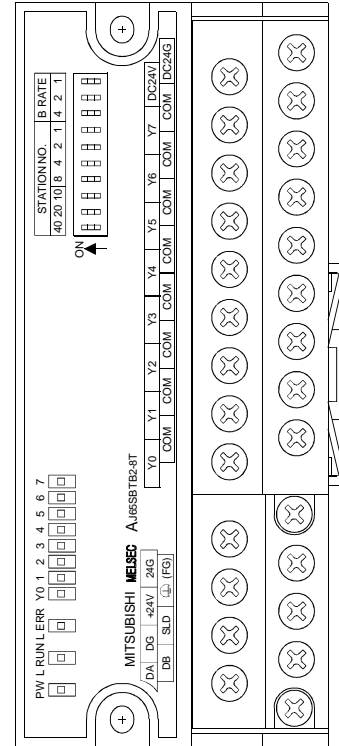 PW L RUN L ERR Y0 1 2 3 4 5 6 7
STATION NO. B RATE
40 20 10 8 4 2 1 4 2 1
ON
MITSUBISHI MELSEC AJ65SBTB2-8T
DA DG +24V 24G
DB SLD (FG)
Y0 Y1 Y2 Y3 Y4 Y5 Y6 Y7 DC24V
COM COM COM COM COM COM COM COM DC24G